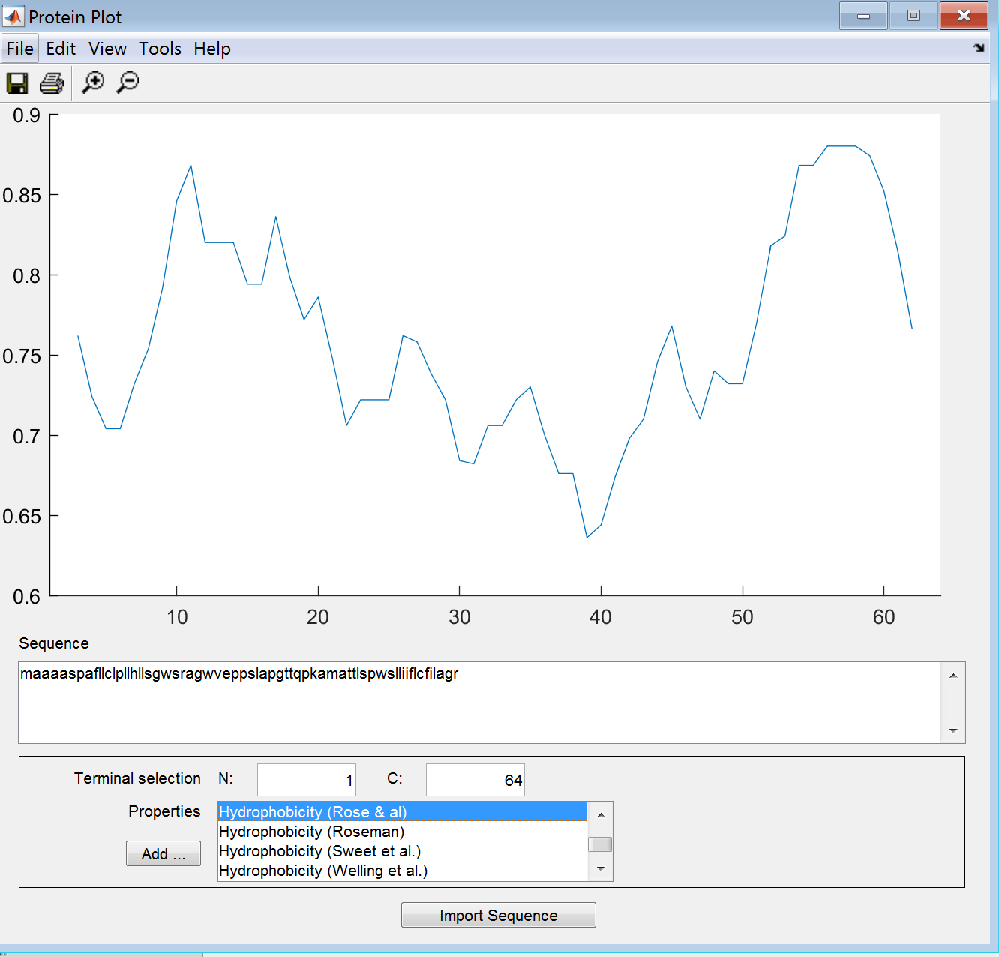 Protein Plot
File Edit View Tools Help
0.9
0.85
0.8
0.75
0.7
0.65
0.6
10 20 30 40 50 60
Sequence
maaaaspafllclpllhllsgwsragwveppslapgttqpkamattlspwslliiflcfilagr
Terminal selection N: 1 C: 64
Properties
Hydrophobicity (Rose & al)
Hydrophobicity (Roseman)
Add ...
Hydrophobicity (Sweet et al.)
Hydrophobicity (Welling et al.)
Import Sequence